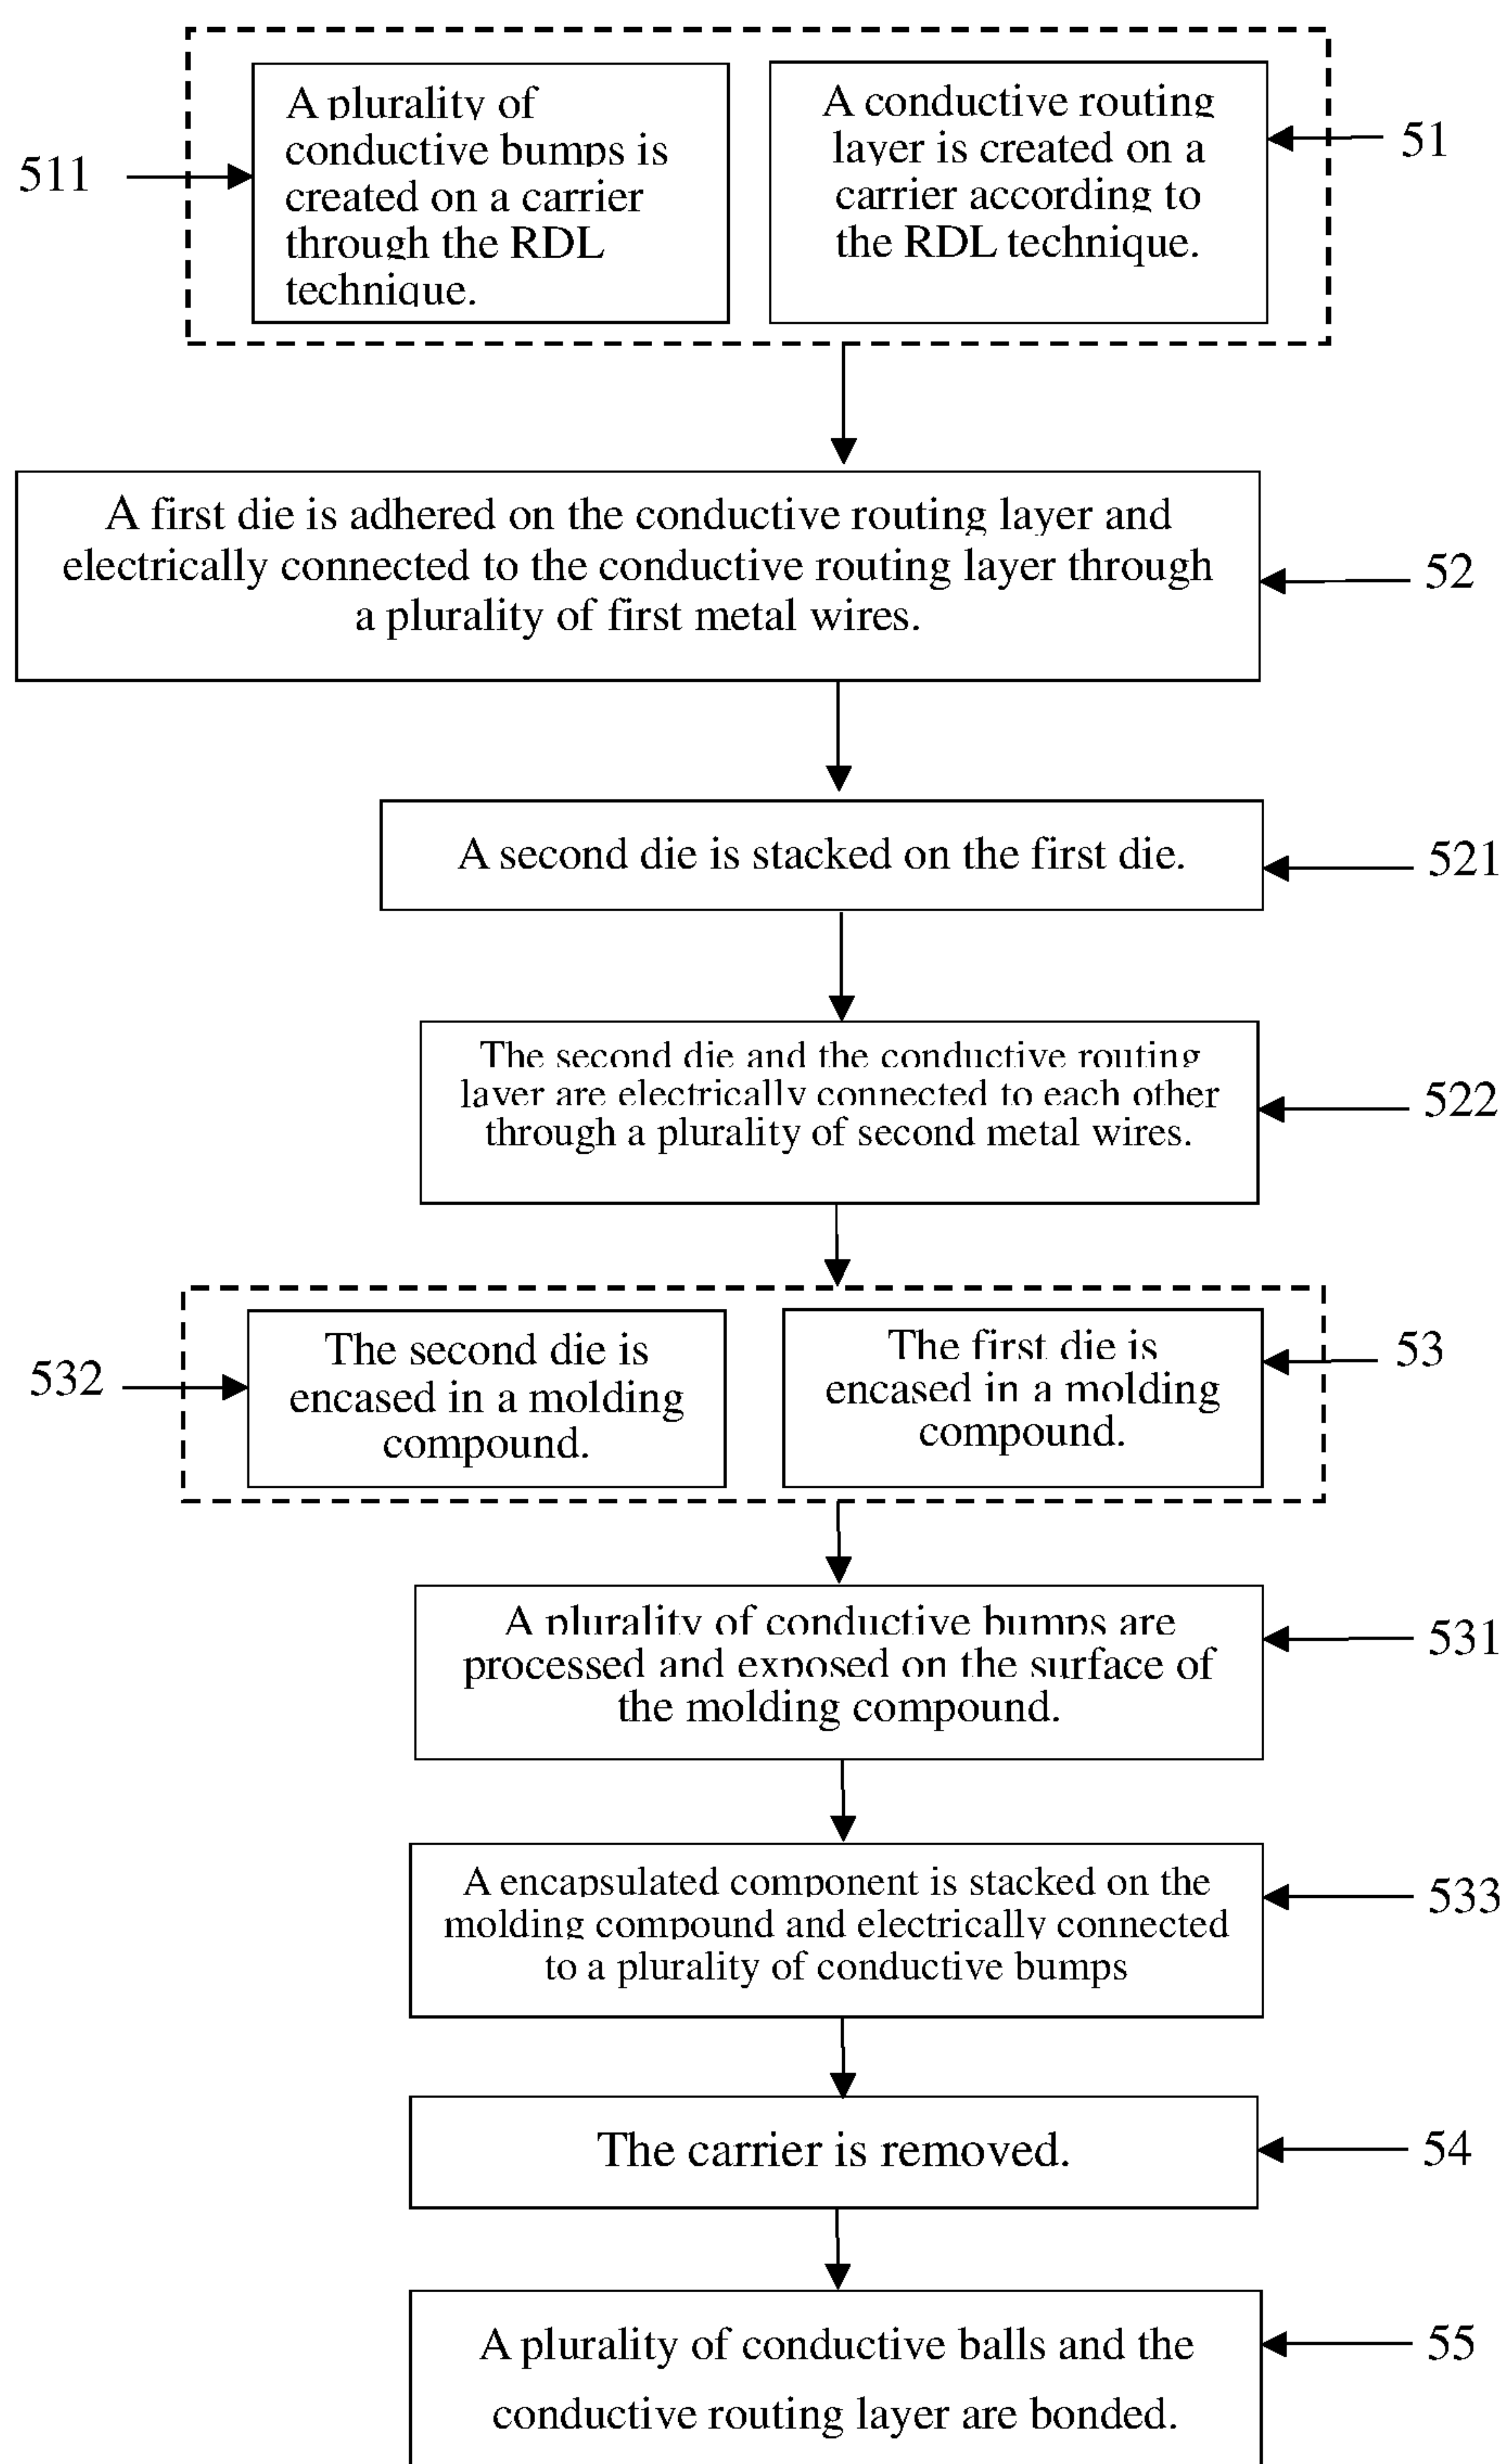 A plurality of
conductive bumps is
created on a carrier
through the RDL
technique.
511
A conductive routing
layer is created on a
carrier according to
the RDL technique.
51
A first die is adhered on the conductive routing layer and
electrically connected to the conductive routing layer through
a plurality of first metal wires.
52
A second die is stacked on the first die.
521
The second die and the conductive routing
layer are electrically connected to each other
through a plurality of second metal wires.
522
The second die is
encased in a molding
compound.
532
The first die is
encased in a molding
compound.
53
A plurality of conductive bumps are
processed and exposed on the surface of
the molding compound.
531
A encapsulated component is stacked on the
molding compound and electrically connected
to a plurality of conductive bumps
533
The carrier is removed.
54
A plurality of conductive balls and the
conductive routing layer are bonded.
55